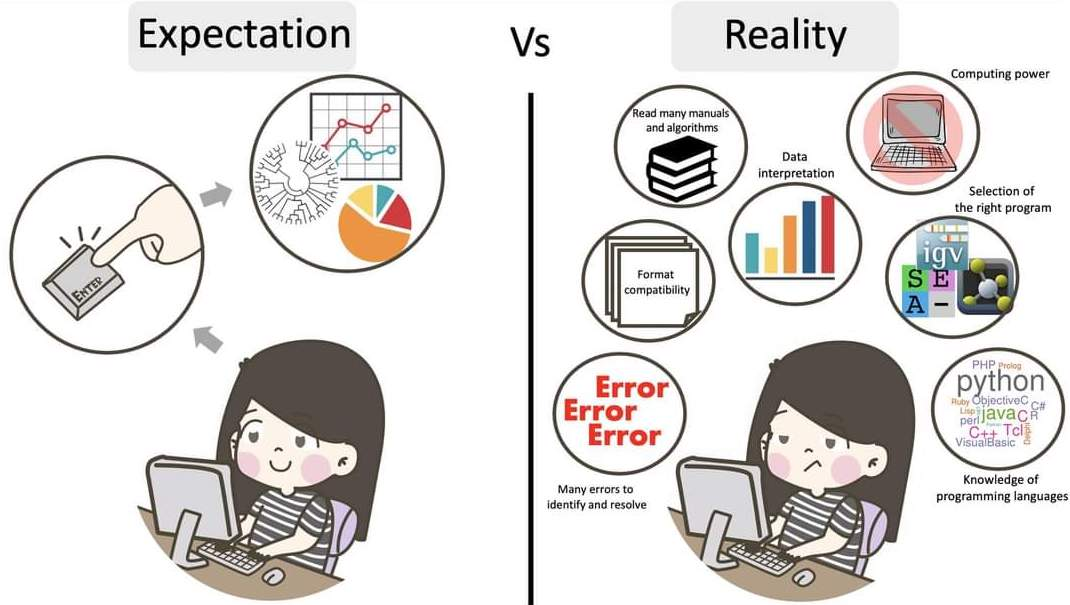 Expectation
Vs
Reality
ENTER
Read many manuals
and algorithms
Computing power
Data
interpretation
Selection of
the right program
igv
S E
A –
Format
compatibility
Error
Error
Error
Many errors to
identify and resolve
PHP Prolog
python
Ruby ObjectiveC C#
Lisp java C R
perl
C++ Tcl Delphi
VisualBasic
Knowledge of
programming languages